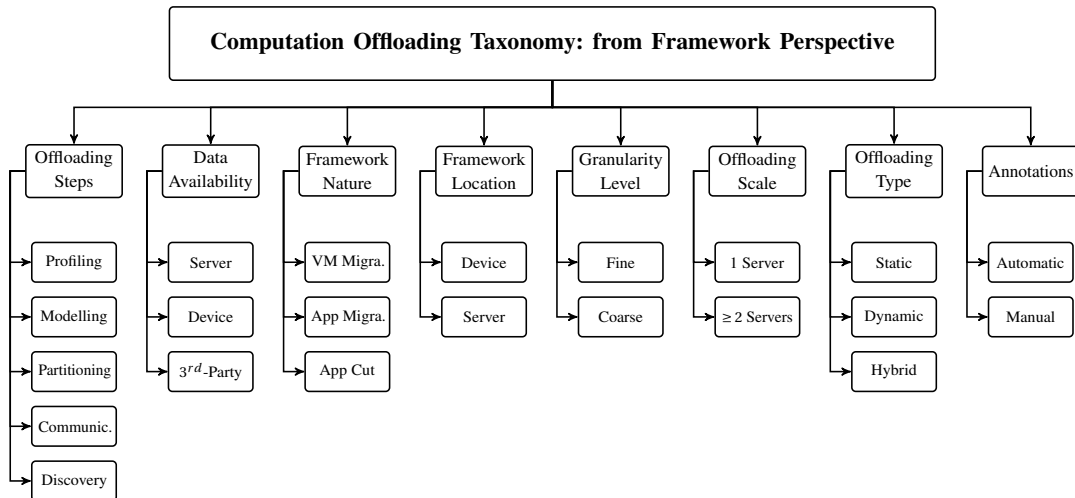 Computation Offloading Taxonomy: from Framework Perspective
Offloading
Steps
Data
Availability
Framework
Nature
Framework
Location
Granularity
Level
Offloading
Scale
Offloading
Type
Annotations
Profiling
Modelling
Partitioning
Communic.
Discovery
Server
Device
3rd-Party
VM Migra.
App Migra.
App Cut
Device
Server
Fine
Coarse
1 Server
≥ 2 Servers
Static
Dynamic
Hybrid
Automatic
Manual